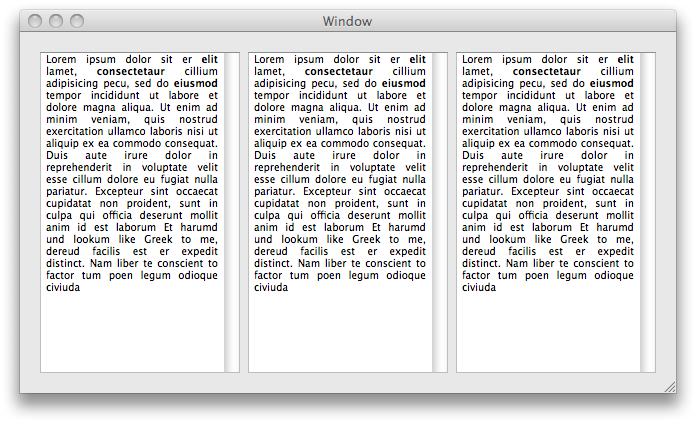 Window
Lorem ipsum dolor sit er elit
lamet, consectetaur cillium
adipisicing pecu, sed do eiusmod
tempor incididunt ut labore et
dolore magna aliqua. Ut enim ad
minim veniam, quis nostrud
exercitation ullamco laboris nisi ut
aliquip ex ea commodo consequat.
Duis aute irure dolor in
reprehenderit in voluptate velit
esse cillum dolore eu fugiat nulla
pariatur. Excepteur sint occaecat
cupidatat non proident, sunt in
culpa qui officia deserunt mollit
anim id est laborum Et harumd
und lookum like Greek to me,
dereud facilis est er expedit
distinct. Nam liber te conscient to
factor tum poen legum odioque
civiuda
Lorem ipsum dolor sit er elit
lamet, consectetaur cillium
adipisicing pecu, sed do eiusmod
tempor incididunt ut labore et
dolore magna aliqua. Ut enim ad
minim veniam, quis nostrud
exercitation ullamco laboris nisi ut
aliquip ex ea commodo consequat.
Duis aute irure dolor in
reprehenderit in voluptate velit
esse cillum dolore eu fugiat nulla
pariatur. Excepteur sint occaecat
cupidatat non proident, sunt in
culpa qui officia deserunt mollit
anim id est laborum Et harumd
und lookum like Greek to me,
dereud facilis est er expedit
distinct. Nam liber te conscient to
factor tum poen legum odioque
civiuda
Lorem ipsum dolor sit er elit
lamet, consectetaur cillium
adipisicing pecu, sed do eiusmod
tempor incididunt ut labore et
dolore magna aliqua. Ut enim ad
minim veniam, quis nostrud
exercitation ullamco laboris nisi ut
aliquip ex ea commodo consequat.
Duis aute irure dolor in
reprehenderit in voluptate velit
esse cillum dolore eu fugiat nulla
pariatur. Excepteur sint occaecat
cupidatat non proident, sunt in
culpa qui officia deserunt mollit
anim id est laborum Et harumd
und lookum like Greek to me,
dereud facilis est er expedit
distinct. Nam liber te conscient to
factor tum poen legum odioque
civiuda